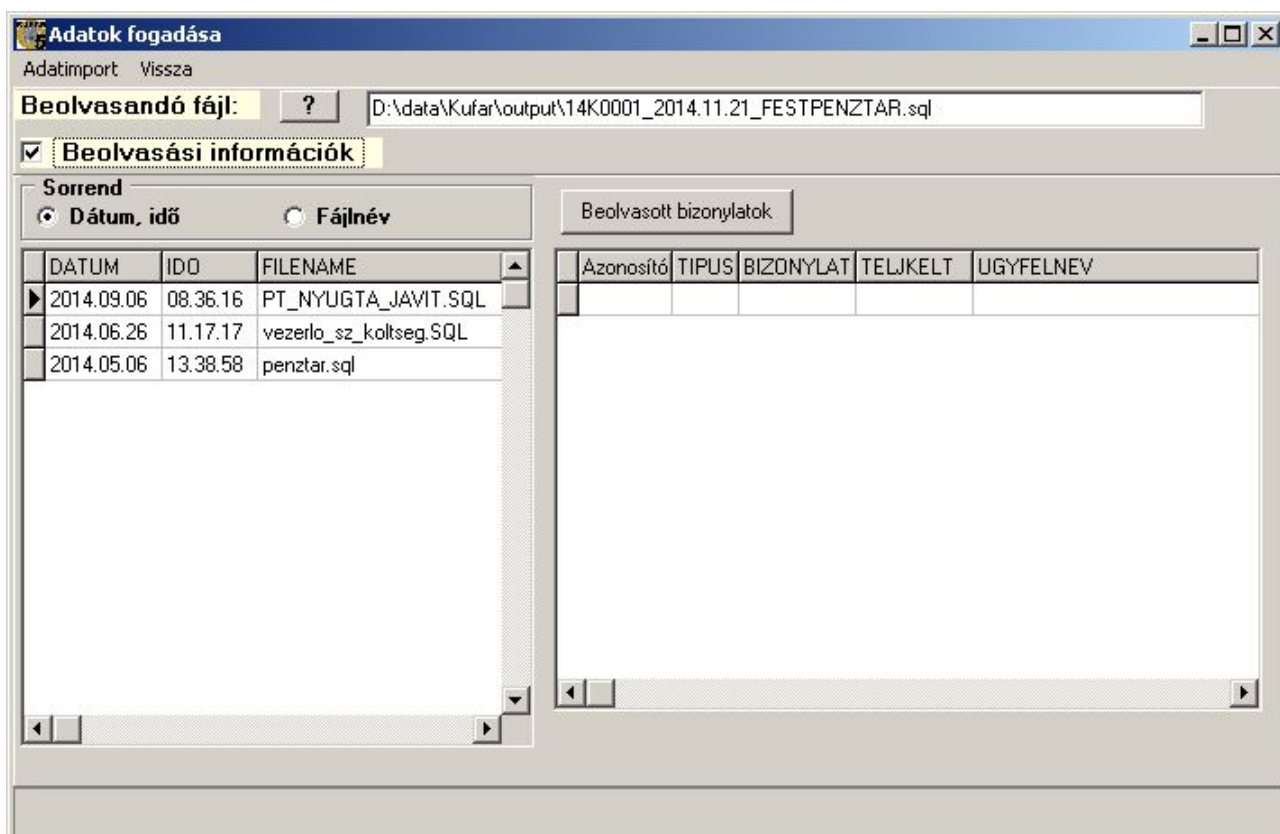 Adatok fogadása
Adatimport Vissza
Beolvasandó fájl: ? D:\data\Kufar\output\14K0001_2014.11.21_FESTPENZTAR.sql
Beolvasási információk
Sorrend
Dátum, idő Fájlnév
Beolvasott bizonylatok
DATUM IDO FILENAME
2014.09.06 08.36.16 PT_NYUGTA_JAVIT.SQL
2014.06.26 11.17.17 vezerlo_sz_koltseg.SQL
2014.05.06 13.38.58 penztar.sql
Azonosító TIPUS BIZONYLAT TELJKELT UGYFELNEV